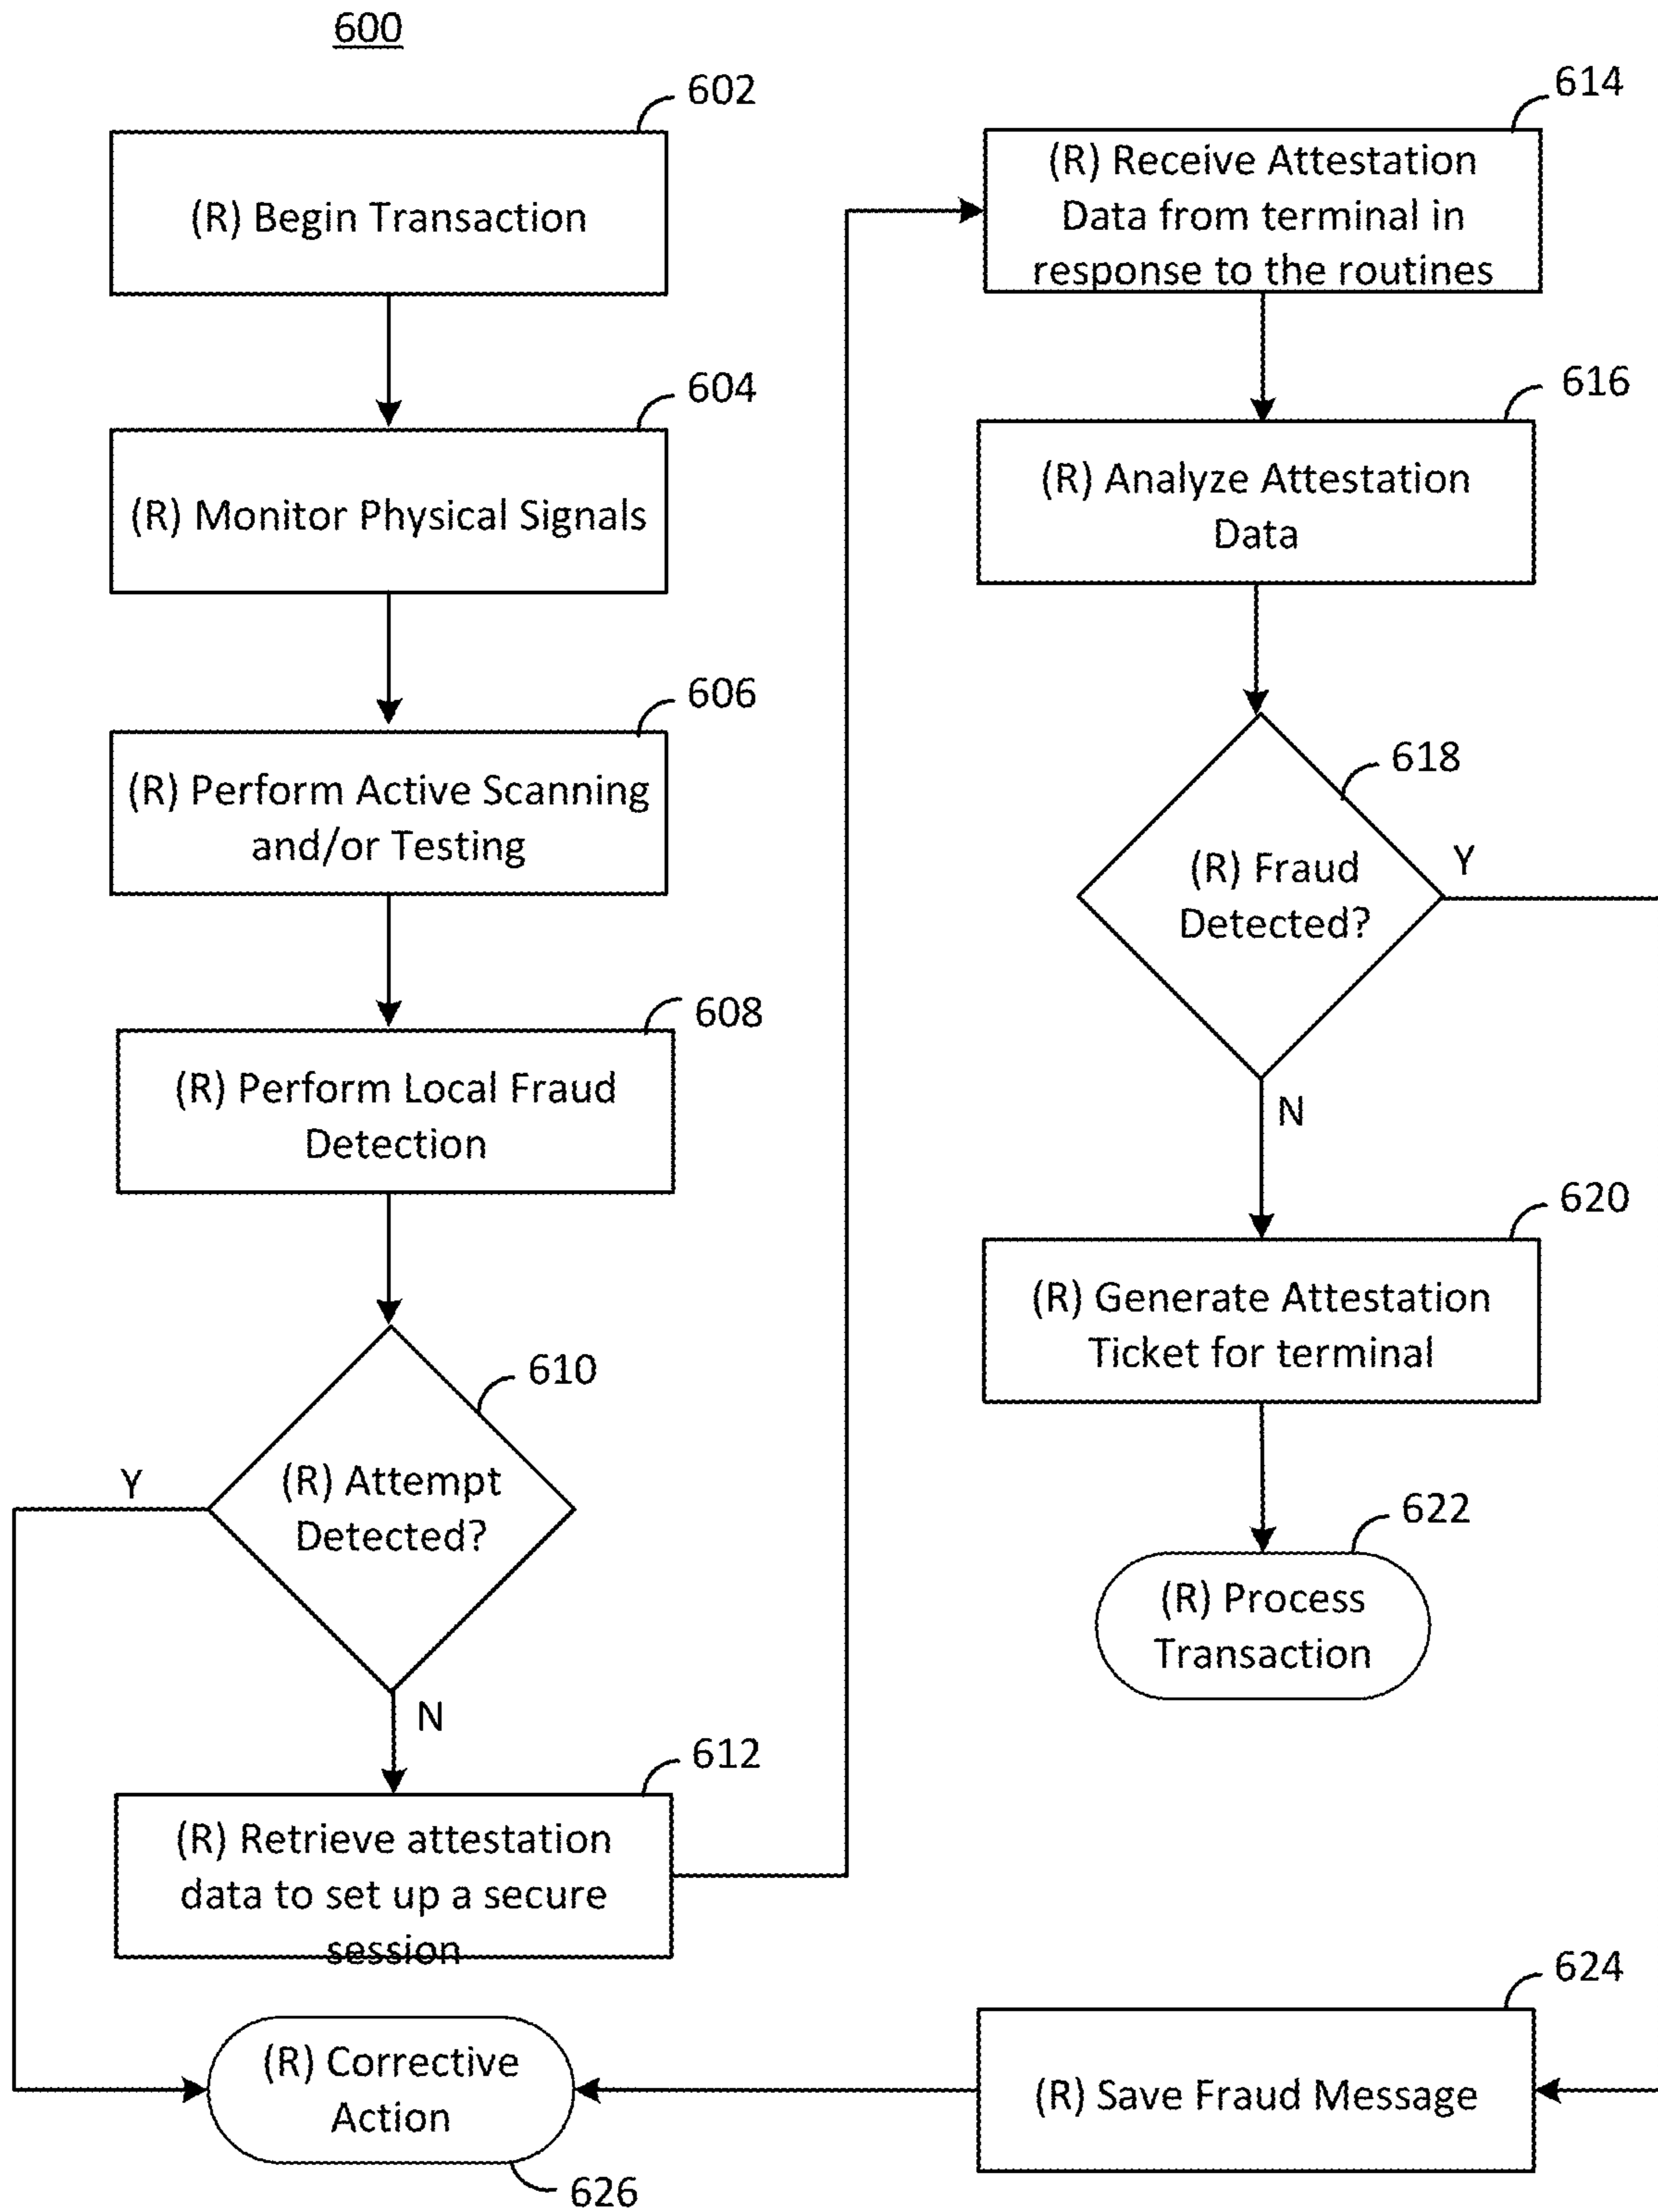 600
602
(R) Begin Transaction
604
(R) Monitor Physical Signals
606
(R) Perform Active Scanning
and/or Testing
608
(R) Perform Local Fraud
Detection
610
(R) Attempt
Detected?
Y
N
612
(R) Retrieve attestation
data to set up a secure
session
614
(R) Receive Attestation
Data from terminal in
response to the routines
616
(R) Analyze Attestation
Data
618
(R) Fraud
Detected?
Y
N
620
(R) Generate Attestation
Ticket for terminal
622
(R) Process
Transaction
624
(R) Save Fraud Message
(R) Corrective
Action
626